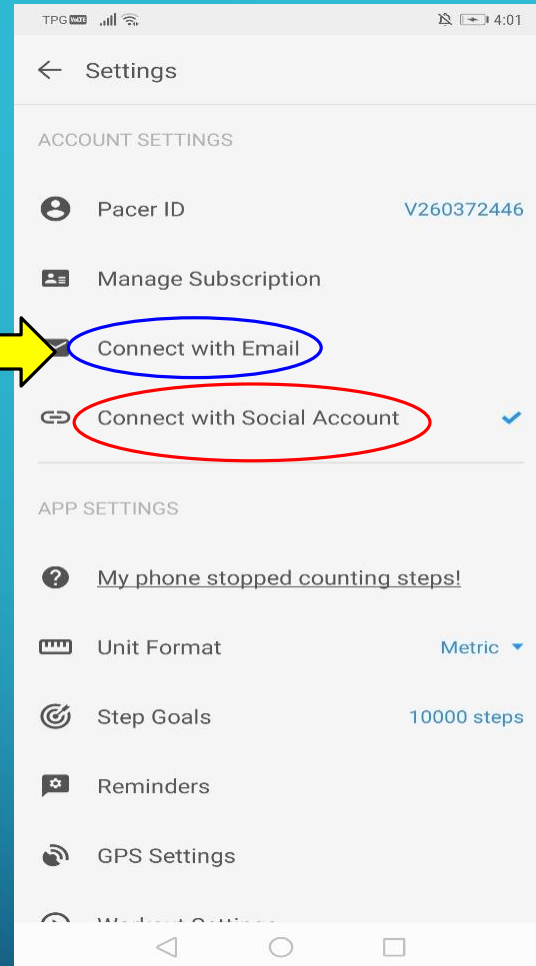 TPG VoLTE 4:01
Settings
ACCOUNT SETTINGS
Pacer ID V260372446
Manage Subscription
Connect with Email
Connect with Social Account
APP SETTINGS
My phone stopped counting steps!
Unit Format Metric
Step Goals 10000 steps
Reminders
GPS Settings